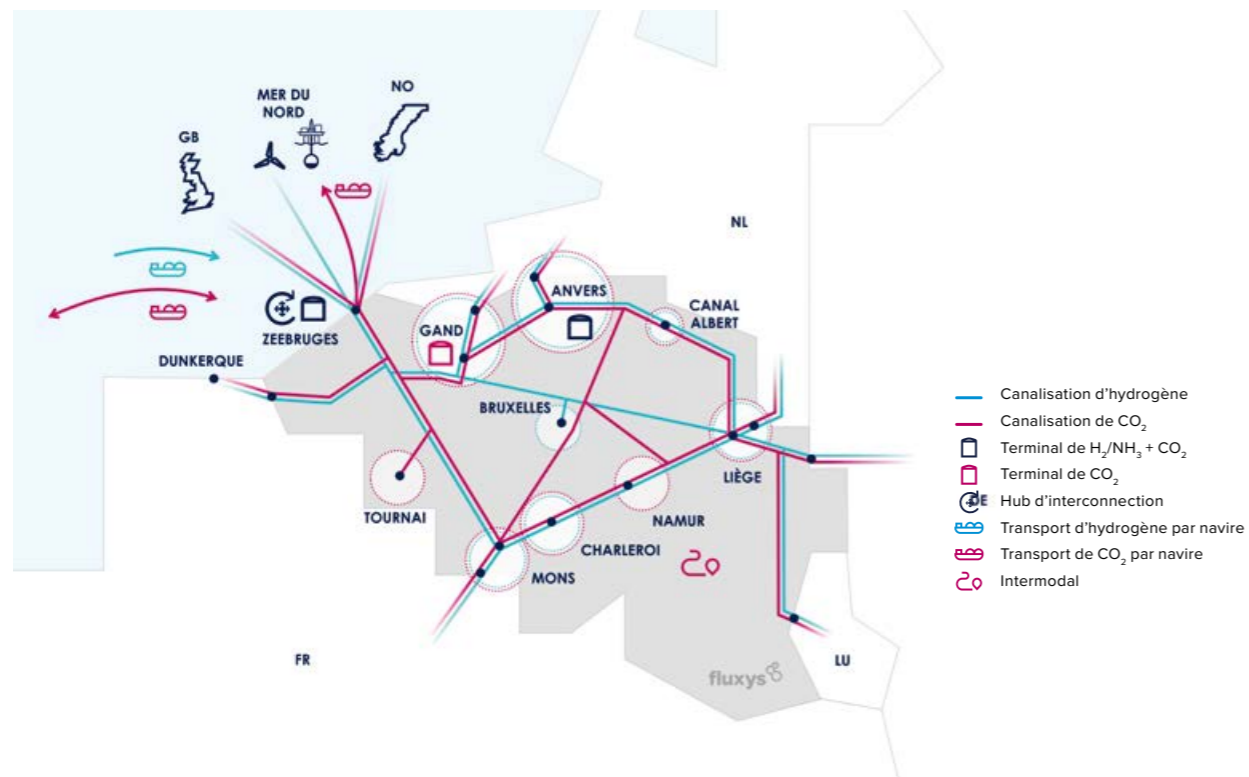 NO
MER DU
NORD
GB
NL
ANVERS
CANAL
ALBERT
GAND
ZEEBRUGES
DUNKERQUE
BRUXELLES
LIÈGE
TOURNAI
NAMUR
CHARLEROI
MONS
FR
LU
fluxys
Canalisation d'hydrogène
Canalisation de CO₂
Terminal de H₂/NH₃ + CO₂
Terminal de CO₂
DE
Hub d'interconnection
Transport d'hydrogène par navire
Transport de CO₂ par navire
Intermodal